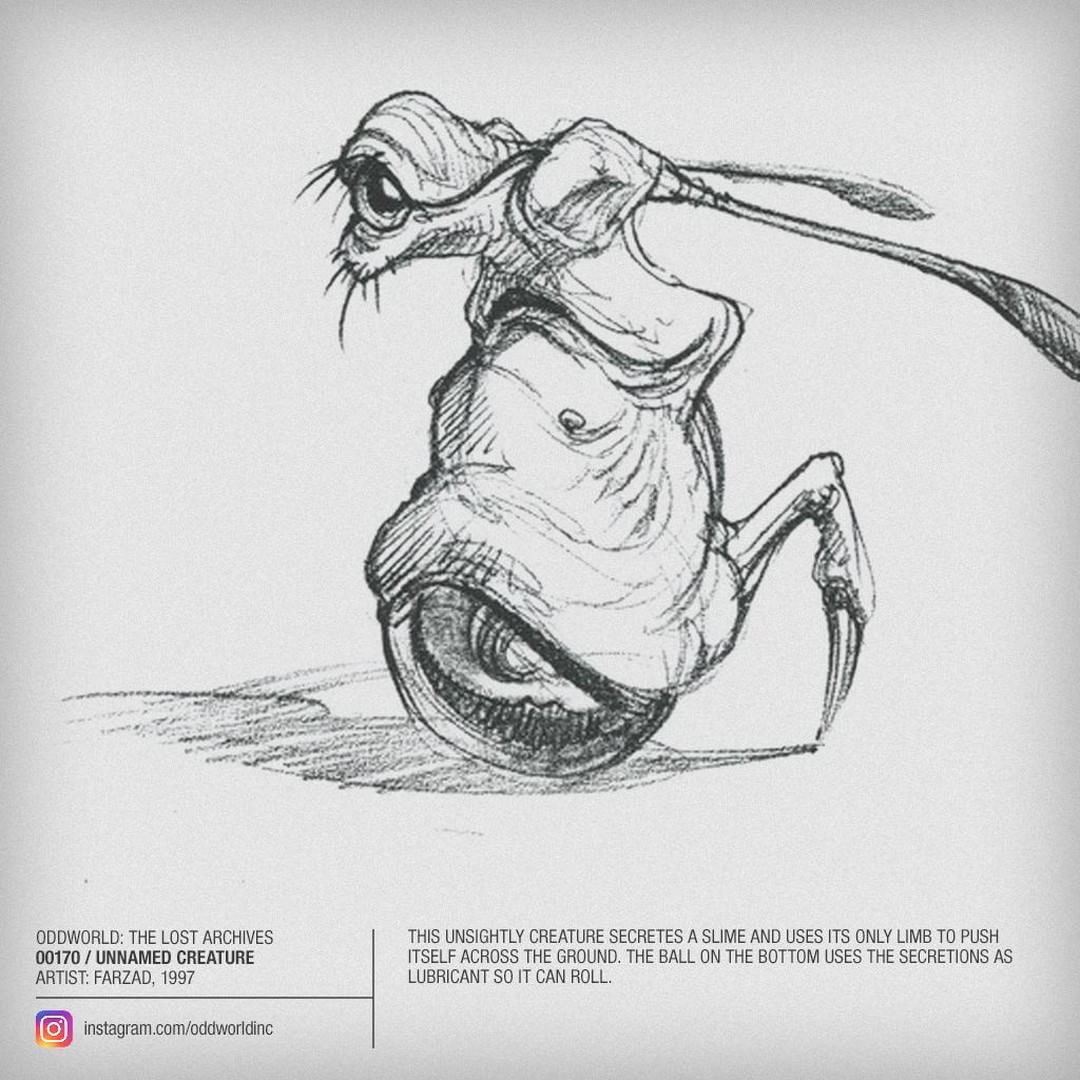 ODDWORLD: THE LOST ARCHIVES
00170 / UNNAMED CREATURE
ARTIST: FARZAD, 1997
instagram.com/oddworldinc
THIS UNSIGHTLY CREATURE SECRETES A SLIME AND USES ITS ONLY LIMB TO PUSH
ITSELF ACROSS THE GROUND. THE BALL ON THE BOTTOM USES THE SECRETIONS AS
LUBRICANT SO IT CAN ROLL.